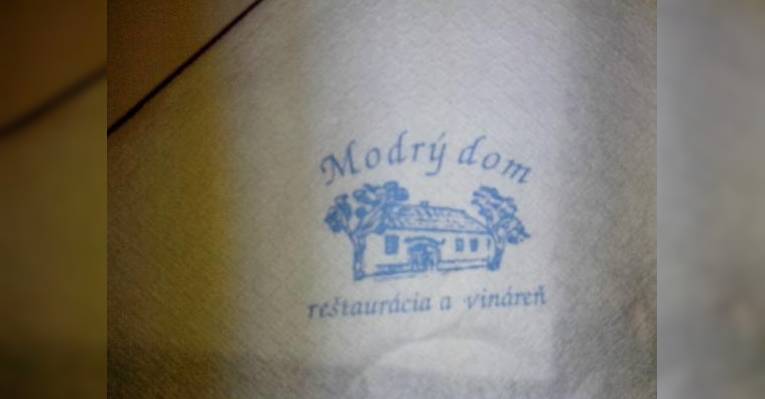 Modrý dom
reštaurácia a vináreň